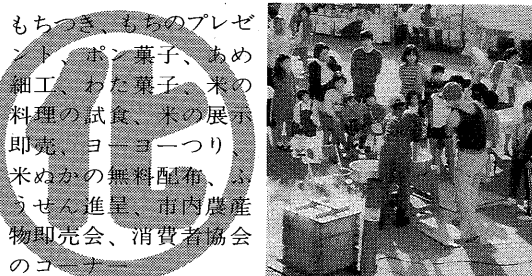 もちつき、もちのプレゼ
ント、ポン菓子、あめ
細工、わた菓子、米の
料理の試食、米の展示
即売、ヨーヨーつり、
米ぬかの無料配布、ふ
うせん進呈、市内農産
物即売会、消費者協会
のコーナー